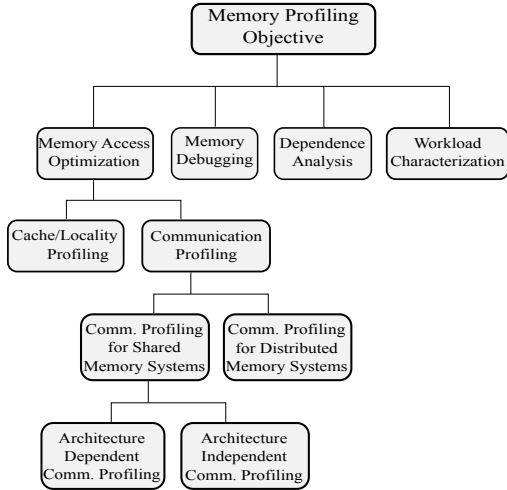 Memory Profiling
Objective
Memory Access
Optimization
Memory
Debugging
Dependence
Analysis
Workload
Characterization
Cache/Locality
Profiling
Communication
Profiling
Comm. Profiling
for Shared
Memory Systems
Comm. Profiling
for Distributed
Memory Systems
Architecture
Dependent
Comm. Profiling
Architecture
Independent
Comm. Profiling